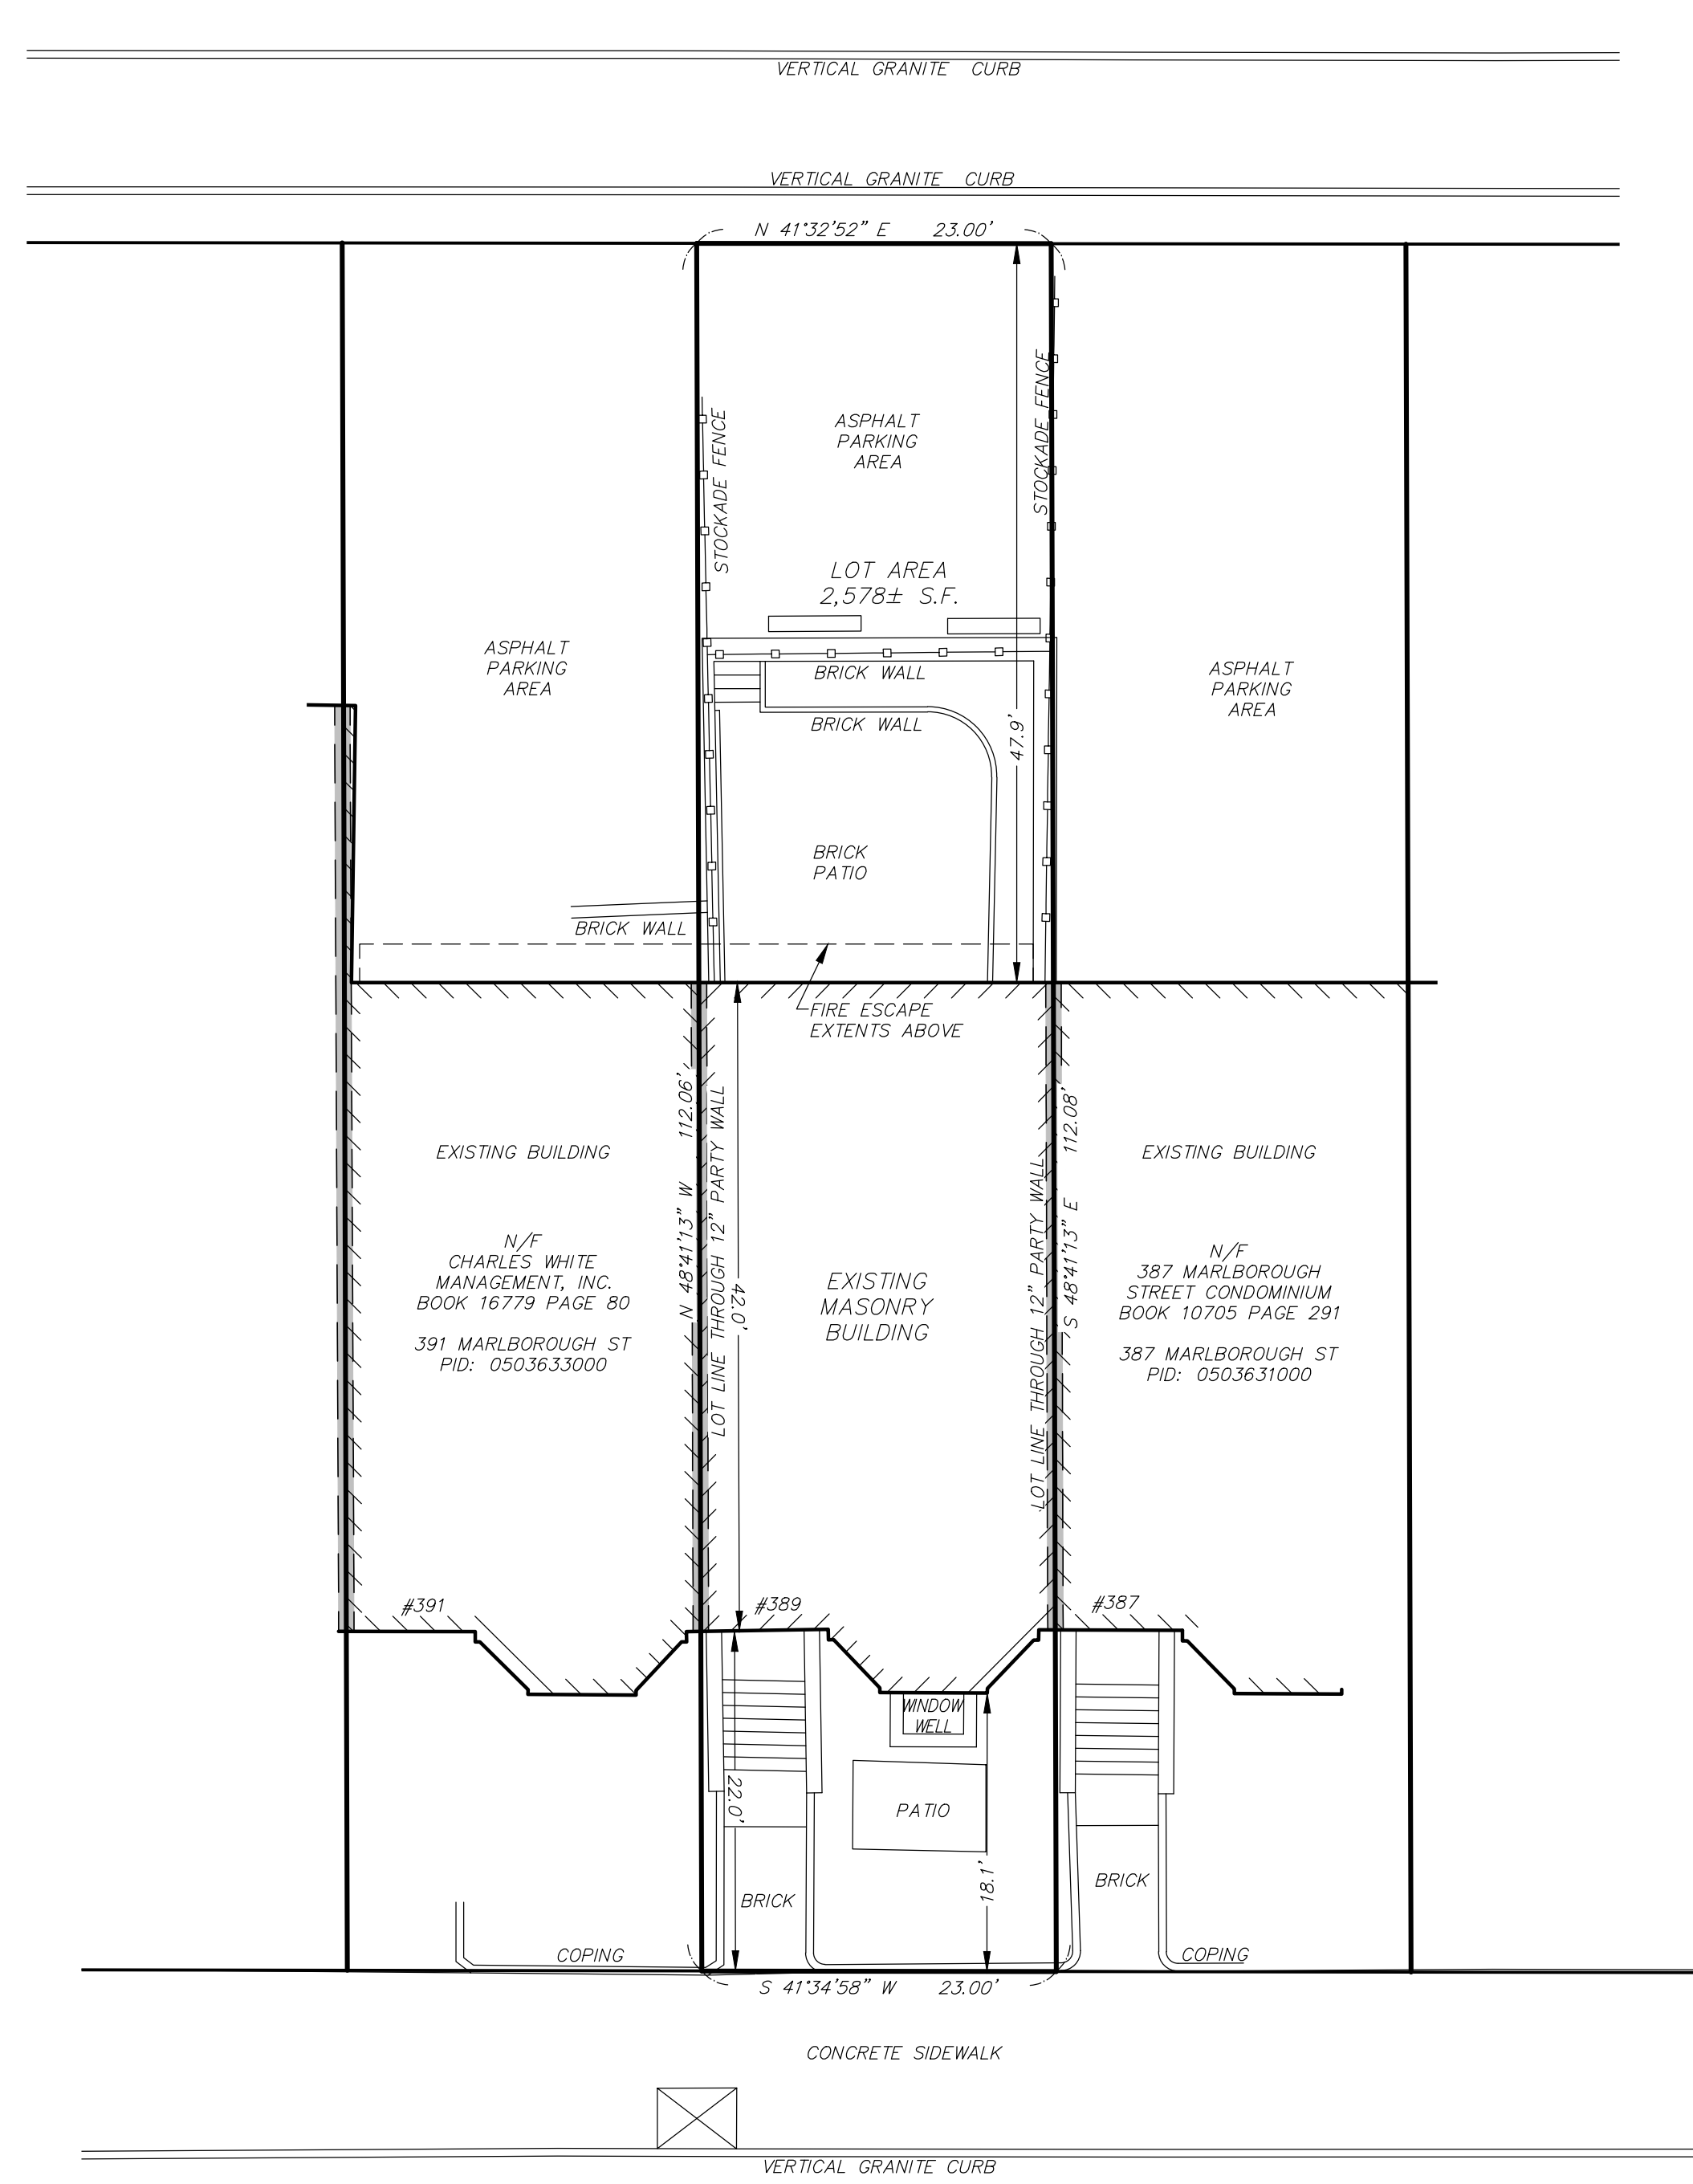 VERTICAL GRANITE CURB
VERTICAL GRANITE CURB
N 41°32'52" E 23.00'
STOCKADE FENCE
STOCKADE FENCE
ASPHALT
PARKING
AREA
LOT AREA
2,578± S.F.
ASPHALT
PARKING
AREA
BRICK WALL
ASPHALT
PARKING
AREA
BRICK WALL
47.9'
BRICK
PATIO
BRICK WALL
FIRE ESCAPE
EXTENTS ABOVE
N 48°41'13" W 112.06'
LOT LINE THROUGH 12" PARTY WALL
LOT LINE THROUGH 12" PARTY WALL
S 48°41'13" E 112.08'
EXISTING BUILDING
EXISTING BUILDING
N/F
CHARLES WHITE
MANAGEMENT, INC.
BOOK 16779 PAGE 80
391 MARLBOROUGH ST
PID: 0503633000
42.0'
EXISTING
MASONRY
BUILDING
N/F
387 MARLBOROUGH
STREET CONDOMINIUM
BOOK 10705 PAGE 291
387 MARLBOROUGH ST
PID: 0503631000
#391
#389
#387
WINDOW
WELL
22.0'
PATIO
18.1'
BRICK
BRICK
COPING
COPING
S 41°34'58" W 23.00'
CONCRETE SIDEWALK
VERTICAL GRANITE CURB